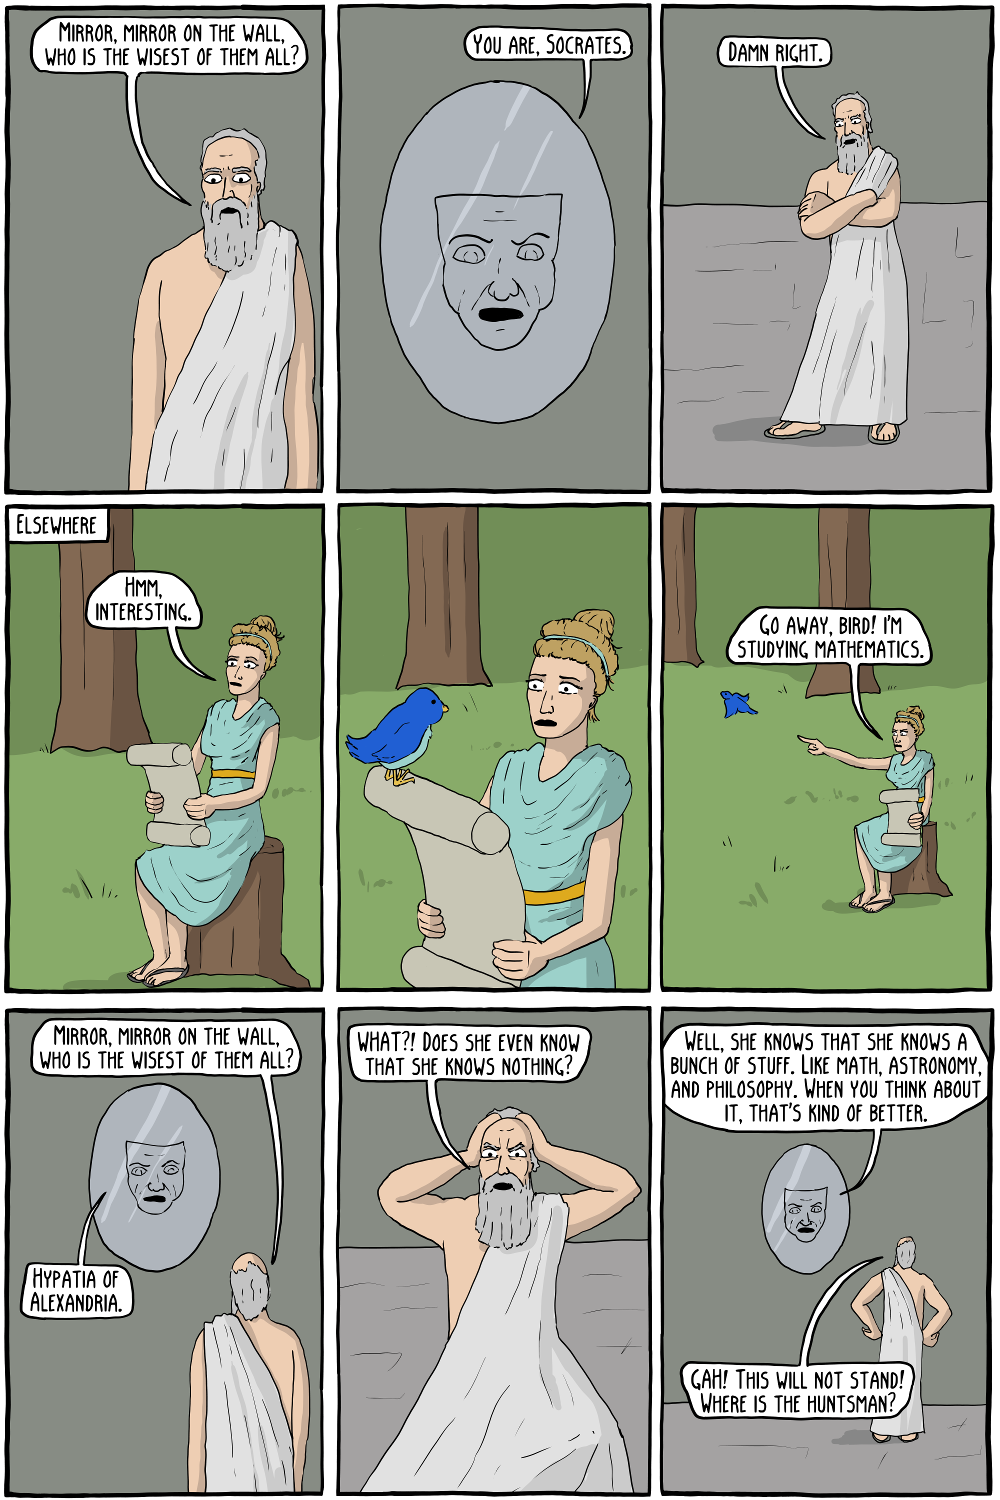 MIRROR, MIRROR ON THE WALL,
WHO IS THE WISEST OF THEM ALL?
YOU ARE, SOCRATES.
DAMN RIGHT.
ELSEWHERE
HMM,
INTERESTING.
GO AWAY, BIRD! I'M
STUDYING MATHEMATICS.
MIRROR, MIRROR ON THE WALL,
WHO IS THE WISEST OF THEM ALL?
HYPATIA OF
ALEXANDRIA.
WHAT?! DOES SHE EVEN KNOW
THAT SHE KNOWS NOTHING?
WELL, SHE KNOWS THAT SHE KNOWS A
BUNCH OF STUFF. LIKE MATH, ASTRONOMY,
AND PHILOSOPHY. WHEN YOU THINK ABOUT
IT, THAT'S KIND OF BETTER.
GAH! THIS WILL NOT STAND!
WHERE IS THE HUNTSMAN?